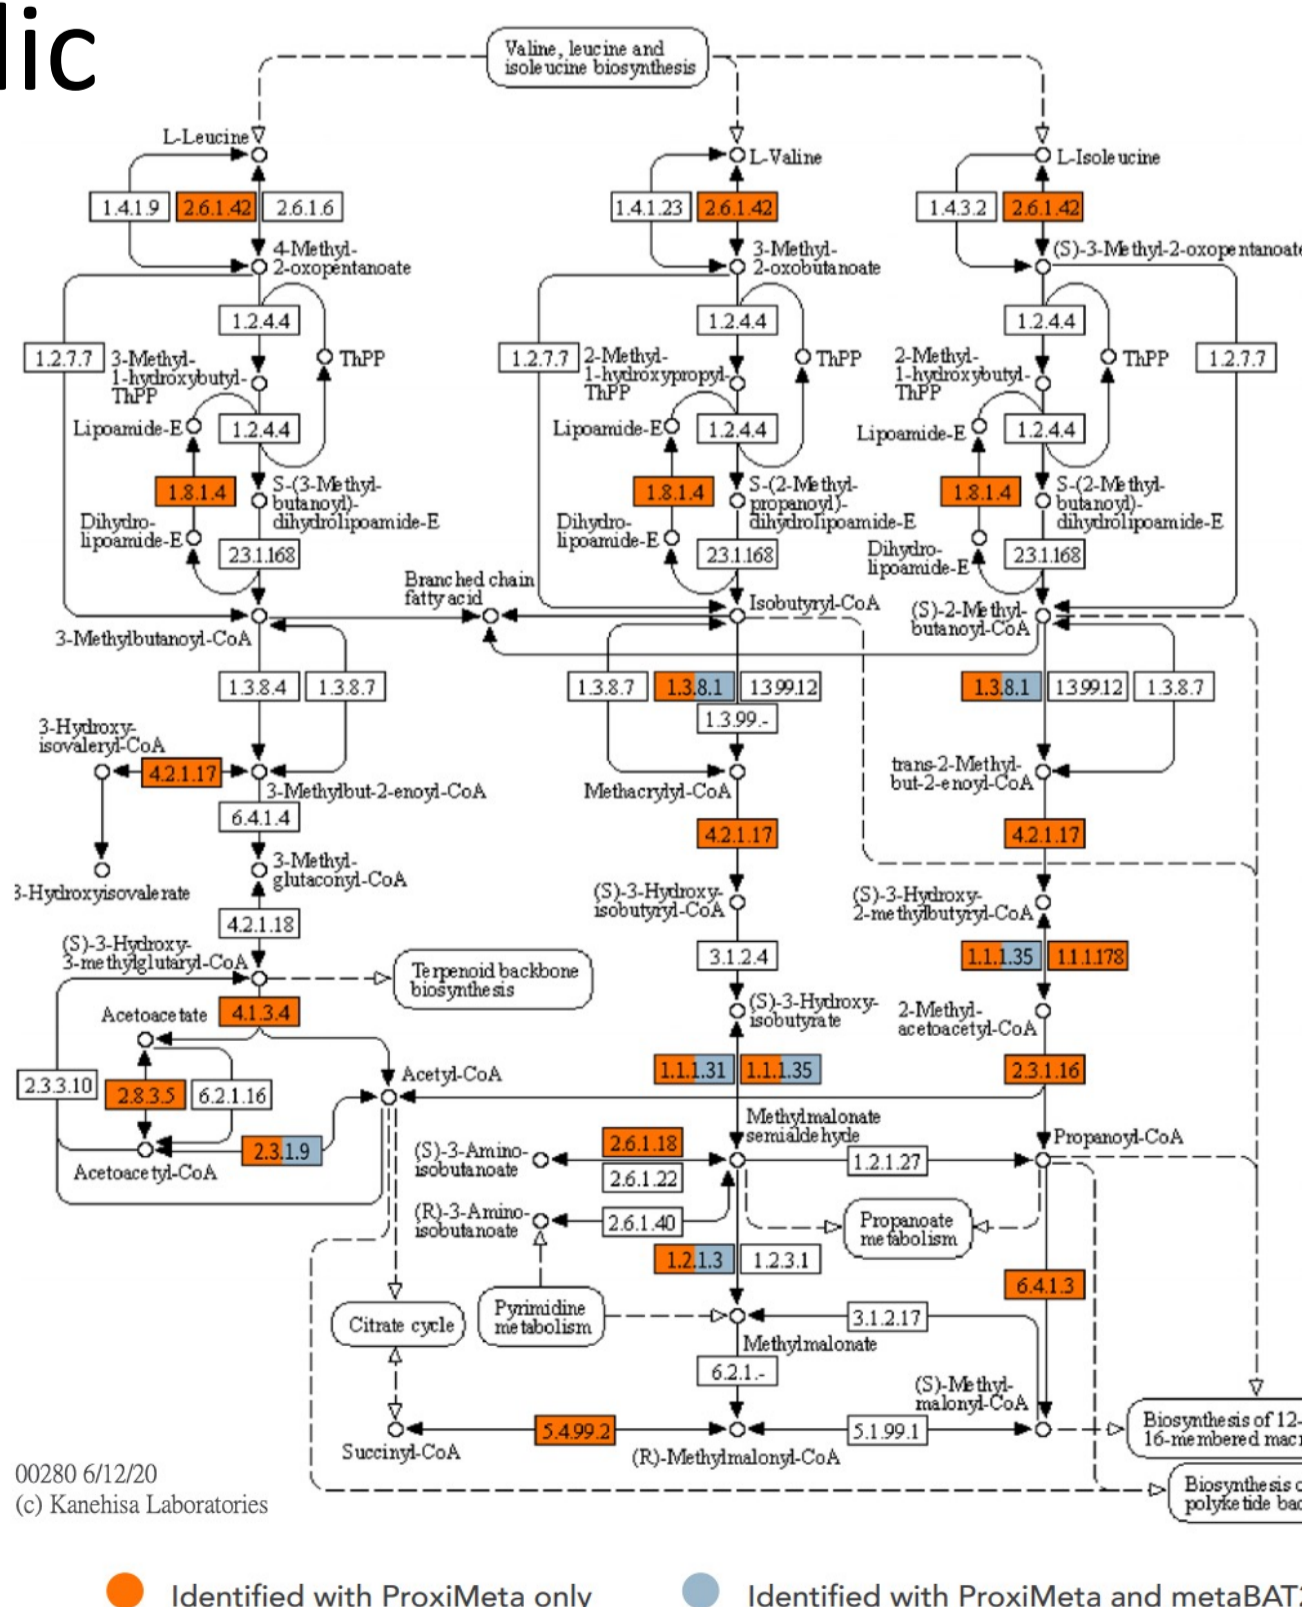 lic
Valine, leucine and
isoleucine biosynthesis
L-Leucine
L-Valine
L-Isoleucine
1.4.1.9
2.6.1.42
2.6.1.6
1.4.1.23
2.6.1.42
1.4.3.2
2.6.1.42
4-Methyl-
2-oxopentanoate
3-Methyl-
2-oxobutanoate
(S)-3-Methyl-2-oxopentanoate
1.2.4.4
1.2.4.4
1.2.4.4
1.2.7.7
3-Methyl-
1-hydroxybutyl-
ThPP
ThPP
1.2.7.7
2-Methyl-
1-hydroxypropyl-
ThPP
ThPP
2-Methyl-
1-hydroxybutyl-
ThPP
ThPP
1.2.7.7
Lipoamide-E
1.2.4.4
Lipoamide-E
1.2.4.4
Lipoamide-E
1.2.4.4
1.8.1.4
S-(3-Methyl-
butanoyl)-
dihydrolipoamide-E
1.8.1.4
S-(2-Methyl-
propanoyl)-
dihydrolipoamide-E
1.8.1.4
S-(2-Methyl-
butanoyl)-
dihydrolipoamide-E
Dihydro-
lipoamide-E
Dihydro-
lipoamide-E
Dihydro-
lipoamide-E
2.3.1.168
2.3.1.168
2.3.1.168
Branched chain
fatty acid
3-Methylbutanoyl-CoA
Isobutyryl-CoA
(S)-2-Methyl-
butanoyl-CoA
1.3.8.4
1.3.8.7
1.3.8.7
1.3.8.1
1.3.99.12
1.3.99.-
1.3.8.1
1.3.99.12
1.3.8.7
3-Hydroxy-
isovaleryl-CoA
4.2.1.17
3-Methylbut-2-enoyl-CoA
Methacrylyl-CoA
trans-2-Methyl-
but-2-enoyl-CoA
6.4.1.4
4.2.1.17
4.2.1.17
3-Hydroxyisovalerate
3-Methyl-
glutaconyl-CoA
(S)-3-Hydroxy-
isobutyryl-CoA
(S)-3-Hydroxy-
2-methylbutyryl-CoA
4.2.1.18
(S)-3-Hydroxy-
3-methylglutaryl-CoA
Terpenoid backbone
biosynthesis
3.1.2.4
1.1.1.35
1.1.1.178
4.1.3.4
Acetoacetate
(S)-3-Hydroxy-
isobutyrate
2-Methyl-
acetoacetyl-CoA
2.3.3.10
2.8.3.5
6.2.1.16
Acetyl-CoA
1.1.1.31
1.1.1.35
2.3.1.16
2.3.1.9
Acetoacetyl-CoA
Methylmalonate
semialdehyde
Propanoyl-CoA
(S)-3-Amino-
isobutanoate
2.6.1.18
2.6.1.22
1.2.1.27
(R)-3-Amino-
isobutanoate
2.6.1.40
Propanoate
metabolism
1.2.1.3
1.2.3.1
6.4.1.3
Citrate cycle
Pyrimidine
metabolism
3.1.2.17
Methylmalonate
6.2.1.-
(S)-Methyl-
malonyl-CoA
Succinyl-CoA
5.4.99.2
(R)-Methylmalonyl-CoA
5.1.99.1
Biosynthesis of 12-
16-membered
Biosynthesis
polyketide
00280 6/12/20
(c) Kanehisa Laboratories
Identified with ProxiMeta only
Identified with ProxiMeta and metaBAT2